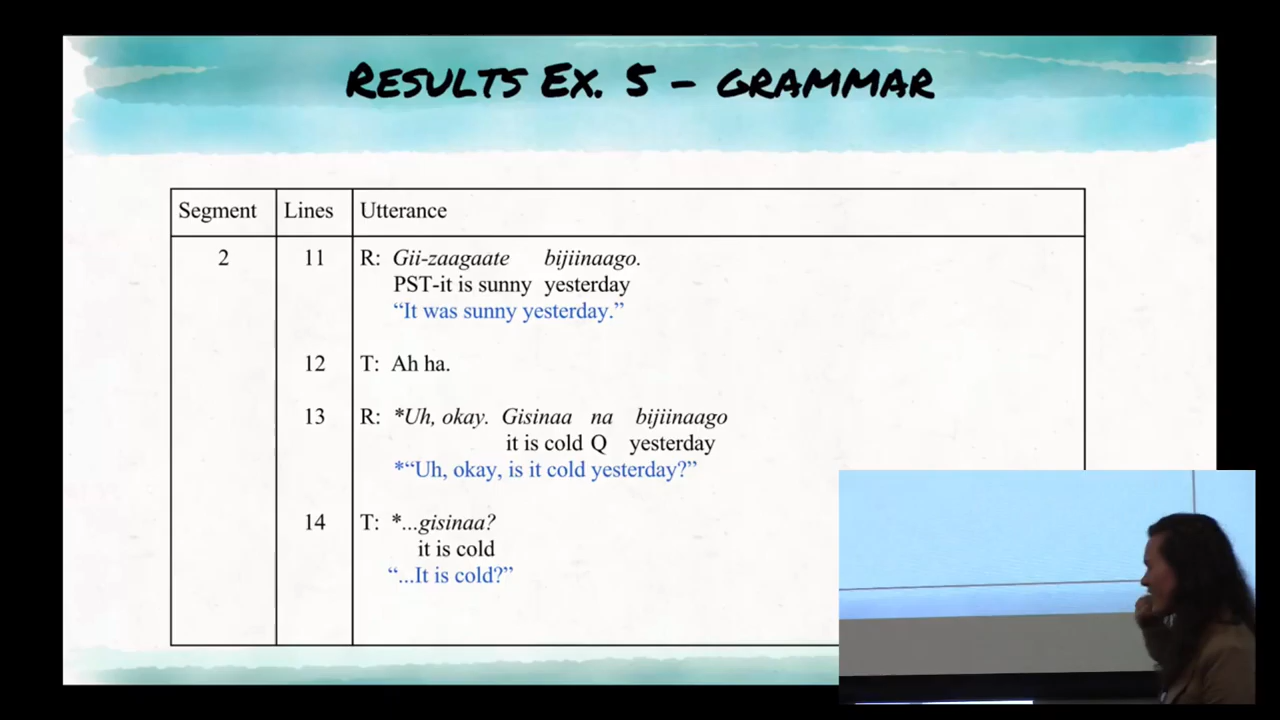 RESULTS EX. 5 - GRAMMAR
Segment Lines Utterance
2 11 R: Gii-zaagaate bijiinaago.
PST-it is sunny yesterday
“It was sunny yesterday.”
12 T: Ah ha.
13 R: *Uh, okay. Gisinaa na bijiinaago
it is cold Q yesterday
*“Uh, okay, is it cold yesterday?”
14 T: *...gisinaa?
it is cold
“...It is cold?”